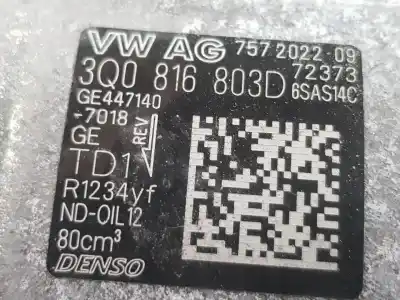 VW AG 757 2022-09
3Q0 816 803D 72373
6SAS14C
GE447140
-7018
GE REV
TD1
R1234yf
ND-OIL12
80cm³
DENSO